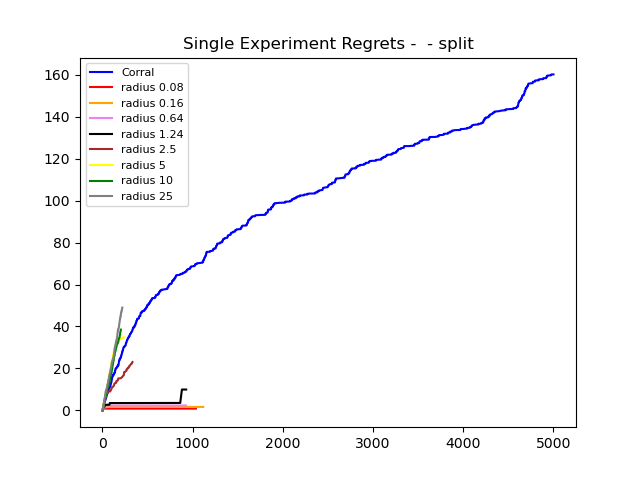 Single Experiment Regrets -  - split
160
140
120
100
80
60
40
20
0
Corral
radius 0.08
radius 0.16
radius 0.64
radius 1.24
radius 2.5
radius 5
radius 10
radius 25
0 1000 2000 3000 4000 5000